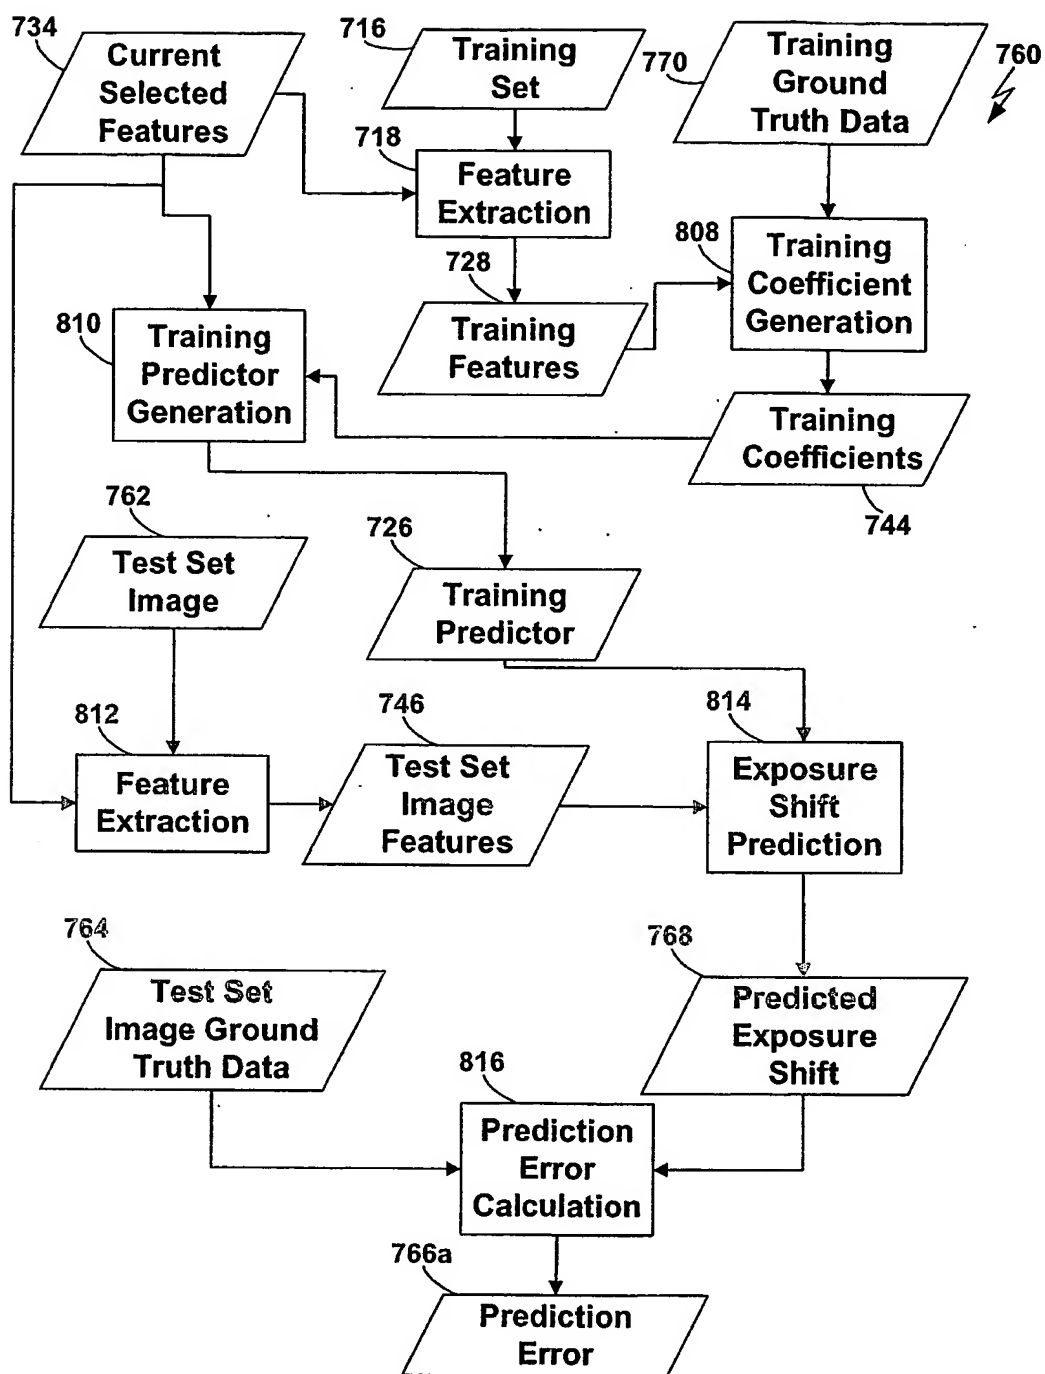 734
Current
Selected
Features
716
Training
Set
770
Training
Ground
Truth Data
760
718
Feature
Extraction
728
Training
Features
808
Training
Coefficient
Generation
810
Training
Predictor
Generation
Training
Coefficients
744
762
Test Set
Image
726
Training
Predictor
812
Feature
Extraction
746
Test Set
Image
Features
814
Exposure
Shift
Prediction
764
Test Set
Image Ground
Truth Data
768
Predicted
Exposure
Shift
816
Prediction
Error
Calculation
766a
Prediction
Error